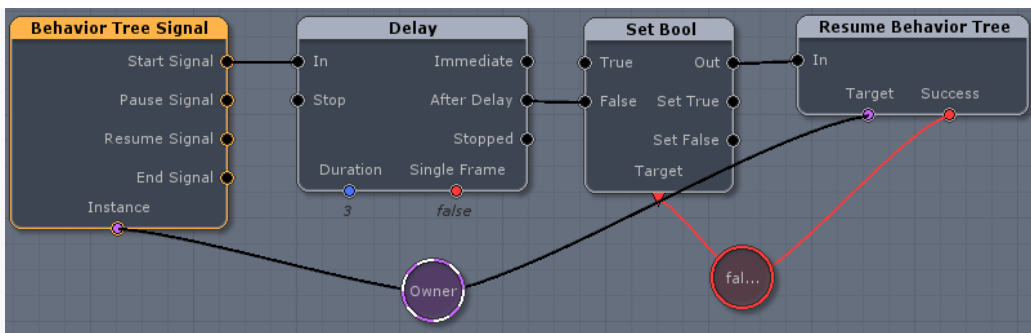 Behavior Tree Signal
Start Signal
Pause Signal
Resume Signal
End Signal
Instance
Delay
In
Immediate
Stop
After Delay
Stopped
Duration
Single Frame
3
false
Set Bool
True
Out
False
Set True
Set False
Target
Resume Behavior Tree
In
Target
Success
Owner
fal...